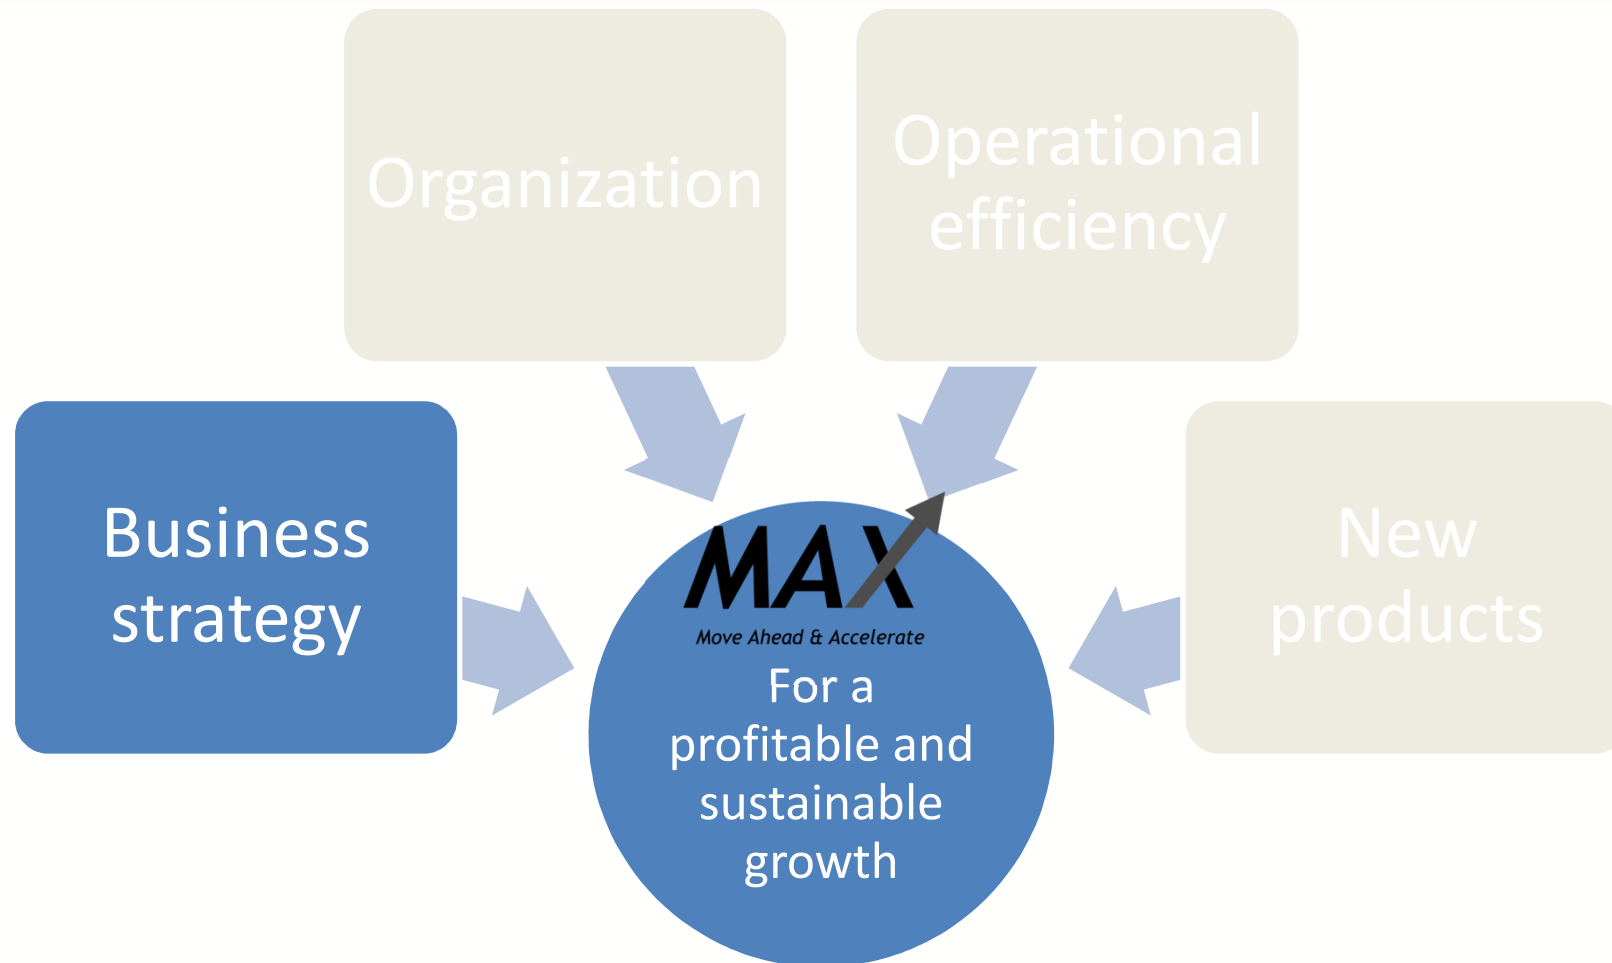 Organization
Operational
efficiency
Business
strategy
New
products
MAX
Move Ahead & Accelerate
For a
profitable and
sustainable
growth